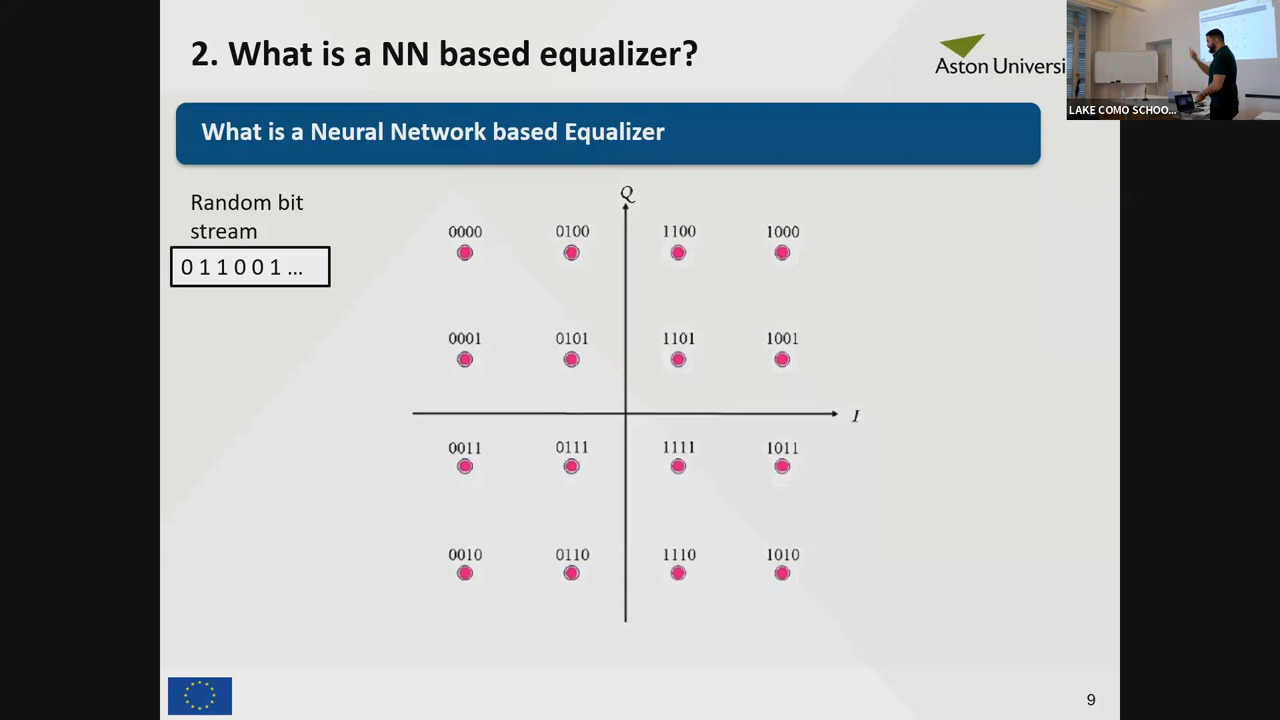 2. What is a NN based equalizer?
Aston Universi
LAKE COMO SCHOO...
What is a Neural Network based Equalizer
Random bit
stream
0 1 1 0 0 1 ...
Q
0000 0100 1100 1000
0001 0101 1101 1001
I
0011 0111 1111 1011
0010 0110 1110 1010
9